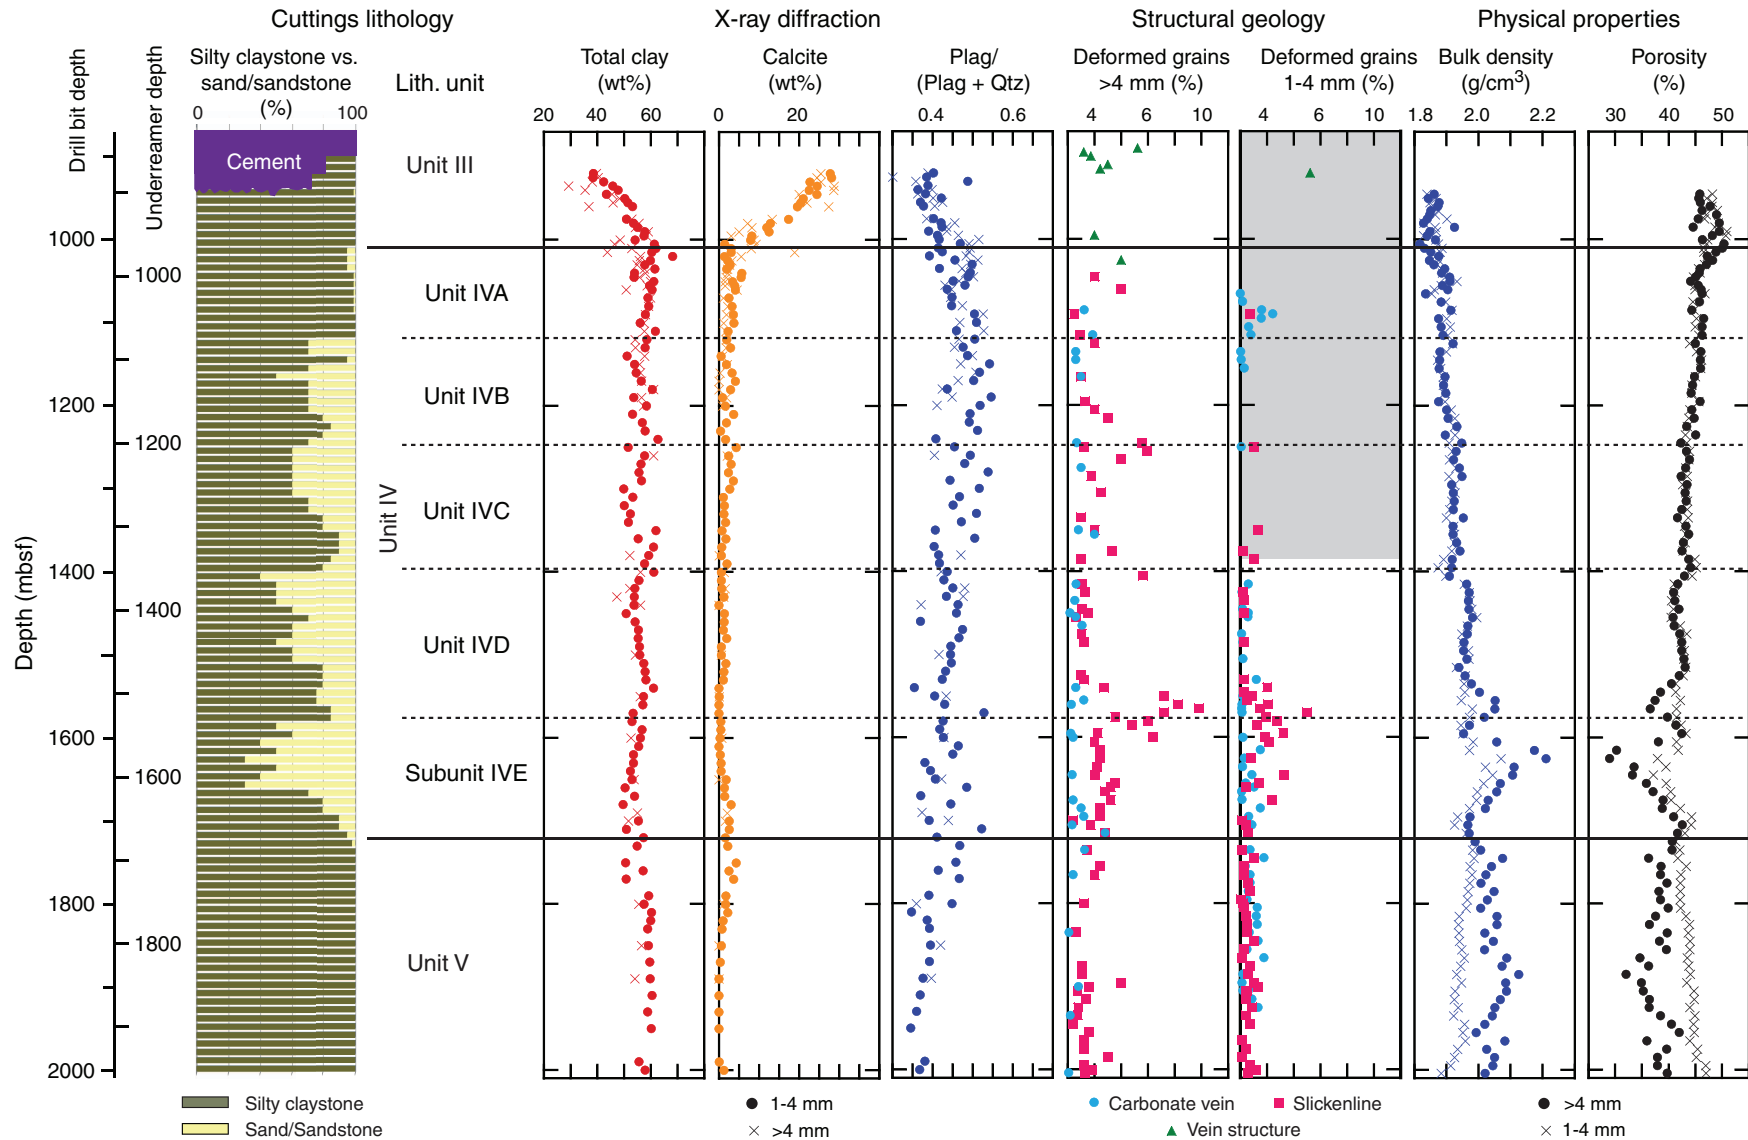 Cuttings lithology
X-ray diffraction
Structural geology
Physical properties
Drill bit depth
Underreamer depth
Silty claystone vs.
sand/sandstone
(%)
0 100
Lith. unit
Total clay
(wt%)
20 40 60
Calcite
(wt%)
0 20
Plag/
(Plag + Qtz)
0.4 0.6
Deformed grains
>4 mm (%)
4 6 10
Deformed grains
1-4 mm (%)
4 6 10
Bulk density
(g/cm3)
1.8 2.0 2.2
Porosity
(%)
30 40 50
Depth (mbsf)
1000
1200
1400
1600
1800
2000
1000
1200
1400
1600
1800
Cement
Unit III
Unit IV
Unit IVA
Unit IVB
Unit IVC
Unit IVD
Subunit IVE
Unit V
Silty claystone
Sand/Sandstone
1-4 mm
>4 mm
Carbonate vein
Slickenline
Vein structure
>4 mm
1-4 mm